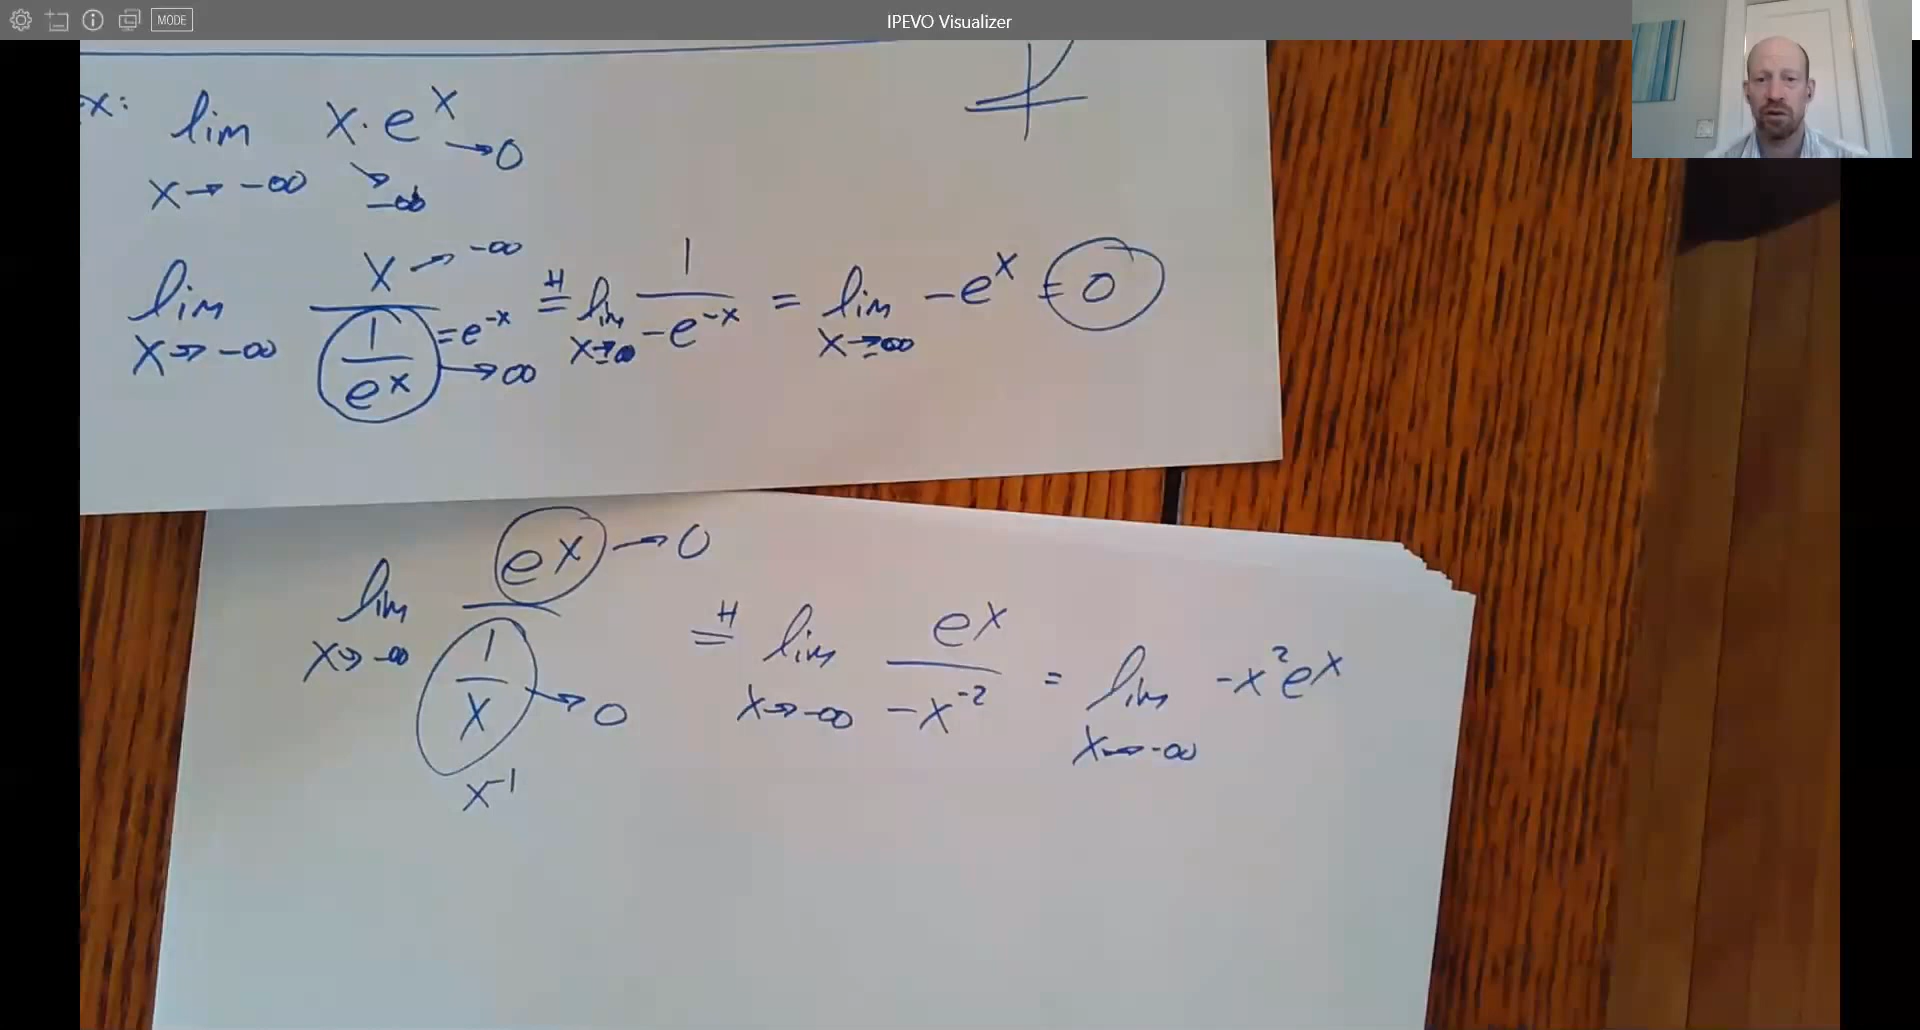 MODE
IPEVO Visualizer
x: lim x · e^x → 0
x → -∞ → -∞
lim x → -∞ / (1/e^x) = e^-x → ∞ =^H lim 1/(-e^-x) = lim -e^x = 0
x → -∞ x → -∞ x → -∞
lim e^x → 0 / (1/x) → 0 =^H lim e^x/(-x^-2) = lim -x^2 e^x
x → -∞ x → -∞ x → -∞
x^-1